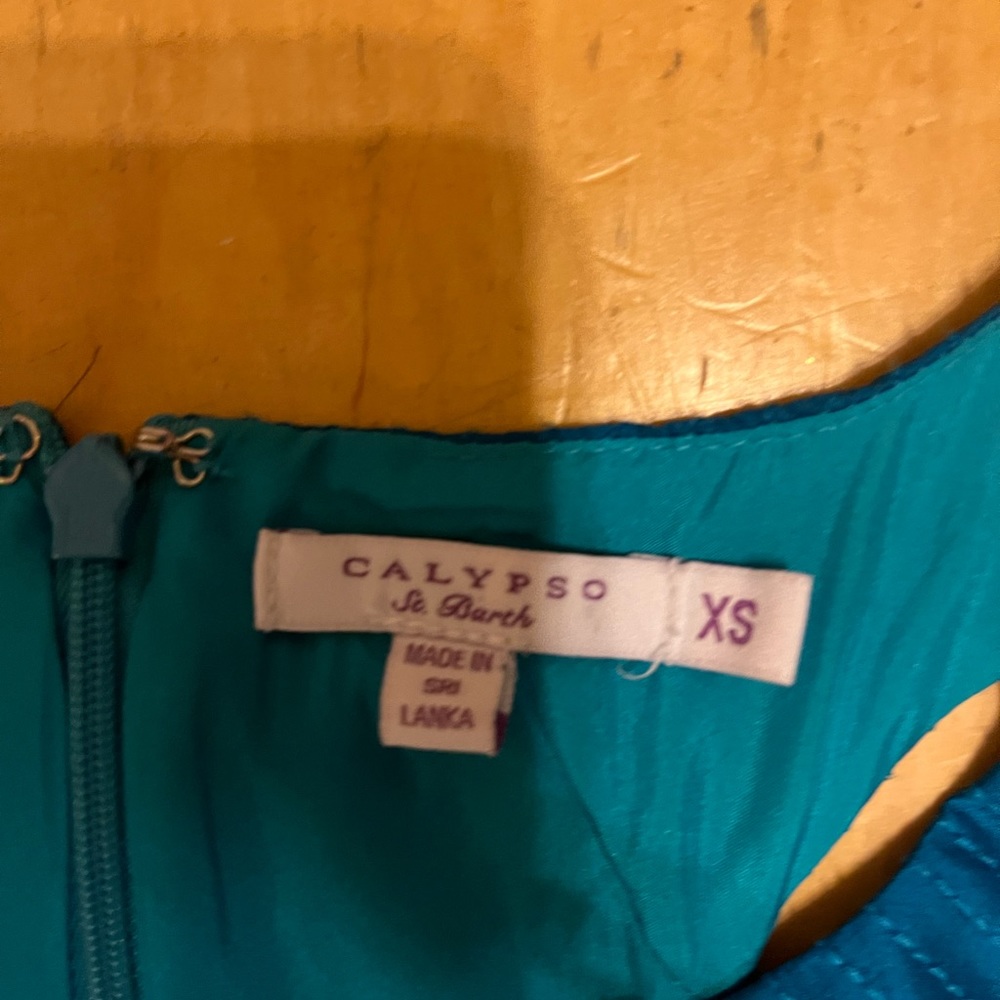 CALYPSO
St. Barth
XS
MADE IN
SRI
LANKA